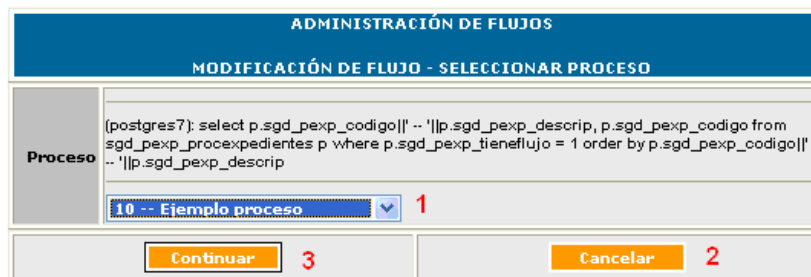 ADMINISTRACIÓN DE FLUJOS
MODIFICACIÓN DE FLUJO - SELECCIONAR PROCESO
Proceso
(postgres7): select p.sgd_pexp_codigo||' -- '||p.sgd_pexp_descrip, p.sgd_pexp_codigo from
sgd_pexp_procexpedientes p where p.sgd_pexp_tieneflujo = 1 order by p.sgd_pexp_codigo||'
-- '||p.sgd_pexp_descrip
10 -- Ejemplo proceso 1
Continuar 3 Cancelar 2